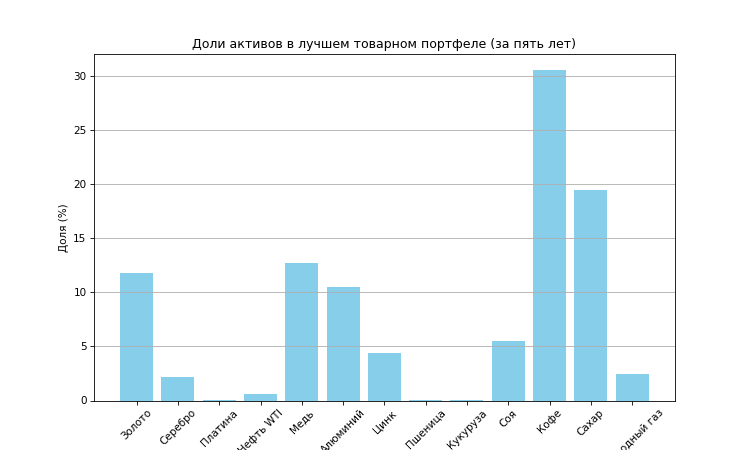 Доли активов в лучшем товарном портфеле (за пять лет)
Доля (%)
30
25
20
15
10
5
0
Золото
Серебро
Платина
Нефть WTI
Медь
Алюминий
Цинк
Пшеница
Кукуруза
Соя
Кофе
Сахар
газ